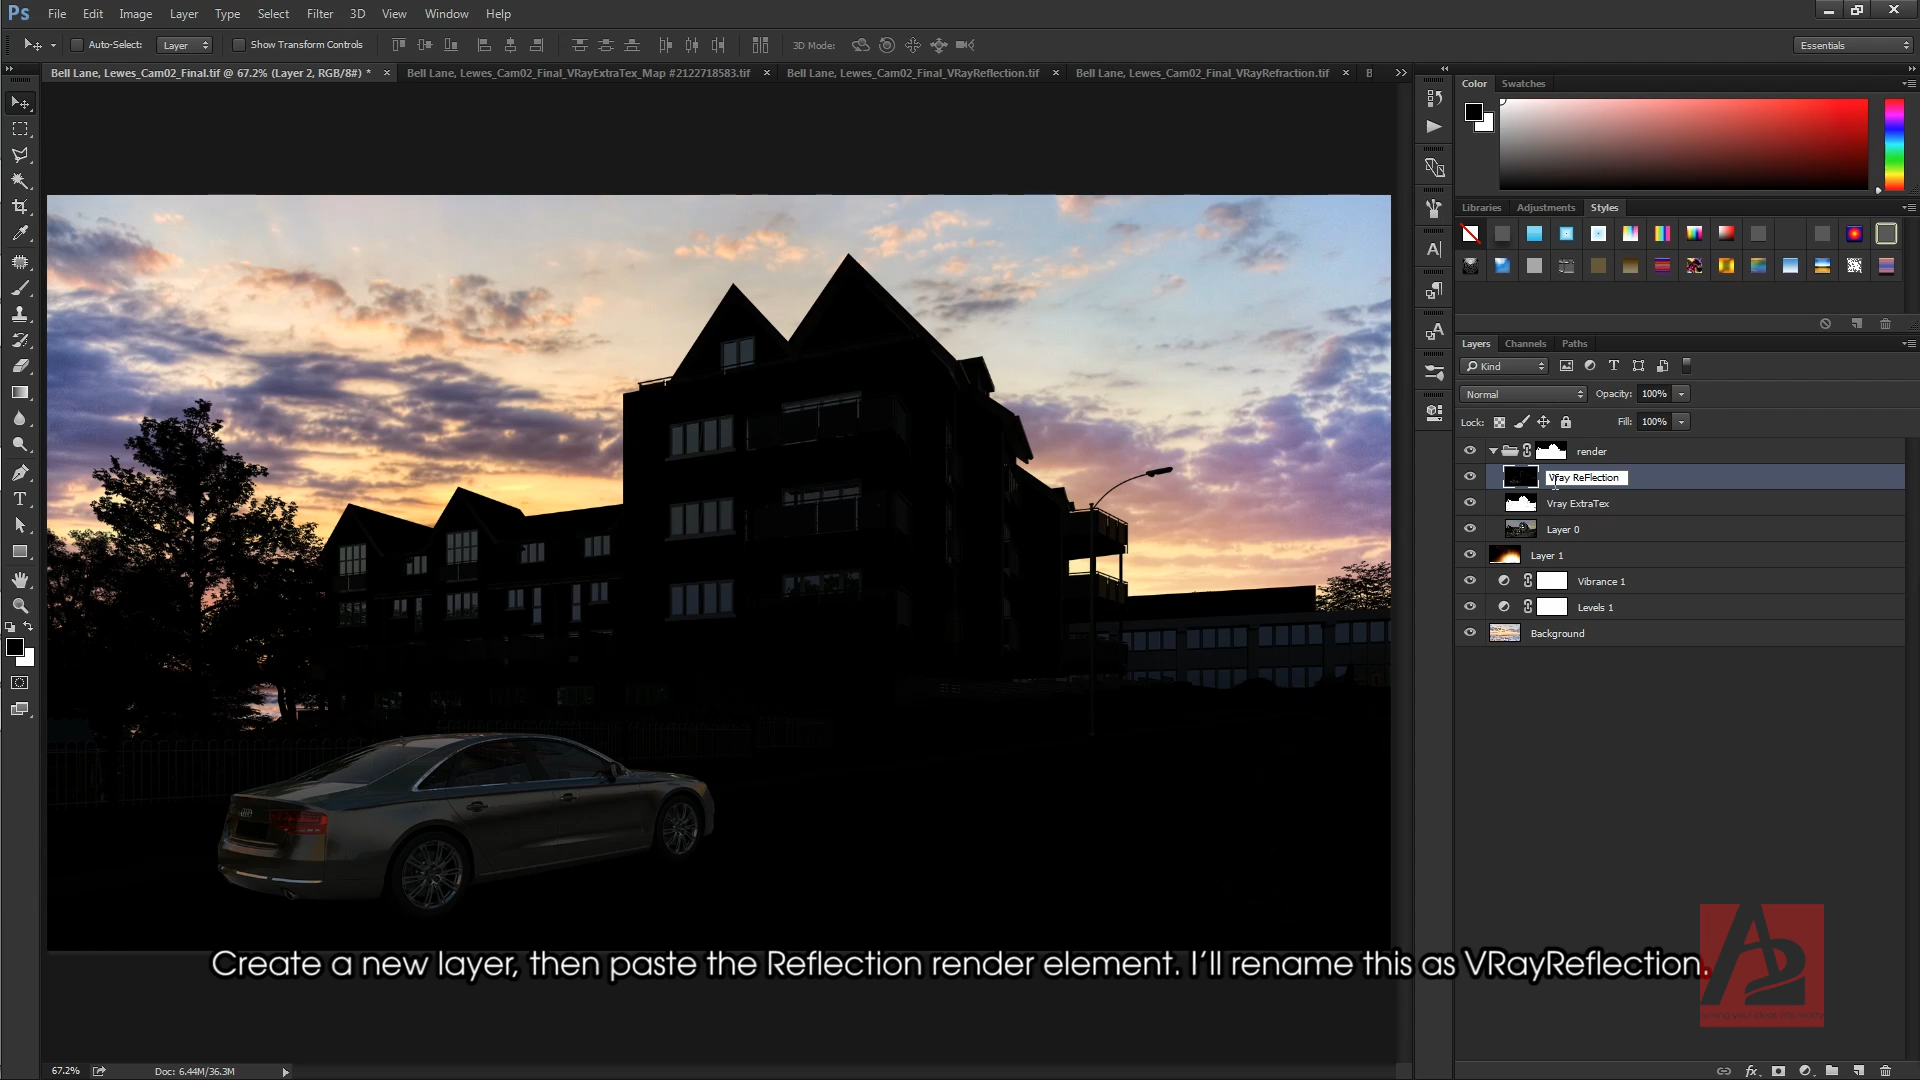 Ps File Edit Image Layer Type Select Filter 3D View Window Help
Auto-Select: Layer Show Transform Controls 3D Mode: Essentials
Bell Lane, Lewes_Cam02_Final.tif @ 67.2% (Layer 2, RGB/8#) * × Bell Lane, Lewes_Cam02_Final_VRayExtraTex_Map #2122718583.tif × Bell Lane, Lewes_Cam02_Final_VRayReflection.tif × Bell Lane, Lewes_Cam02_Final_VRayRefraction.tif × B
Color Swatches
Libraries Adjustments Styles
Layers Channels Paths
Kind
Normal Opacity: 100%
Lock: Fill: 100%
render
Vray ReFlection
Vray ExtraTex
Layer 0
Layer 1
Vibrance 1
Levels 1
Background
Create a new layer, then paste the Reflection render element. I'll rename this as VRayReflection.
67.2% Doc: 6.44M/36.3M